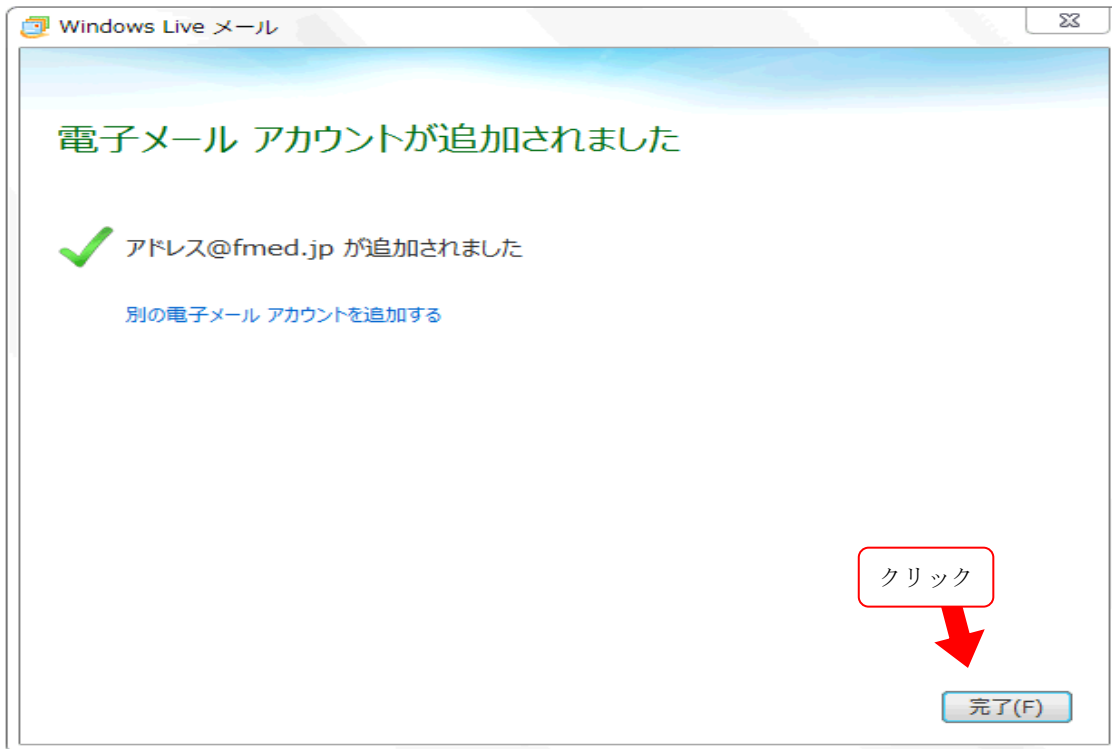 Windows Live メール
電子メール アカウントが追加されました
アドレス@fmed.jp が追加されました
別の電子メール アカウントを追加する
クリック
完了(F)